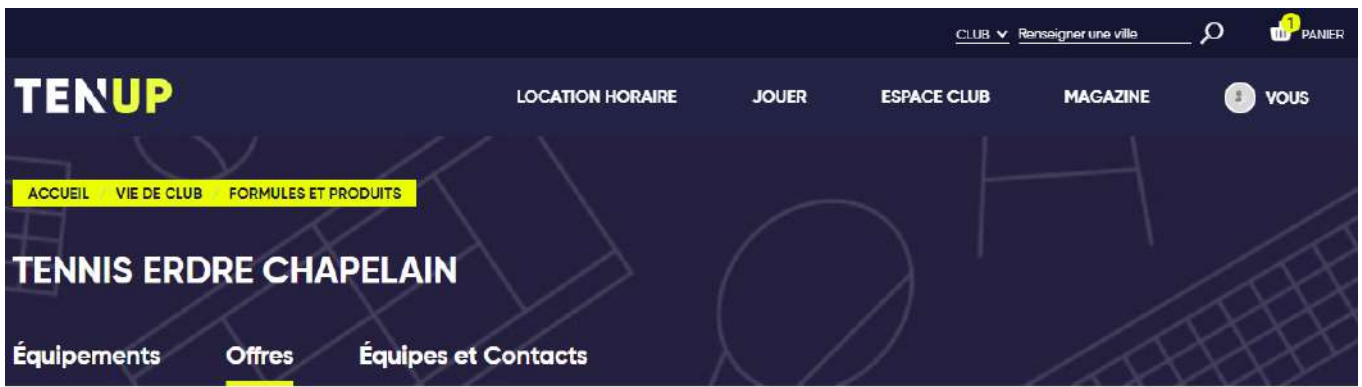 CLUB Renseigner une ville 1 PANIER
TENUP LOCATION HORAIRE JOUER ESPACE CLUB MAGAZINE VOUS
ACCUEIL / VIE DE CLUB / FORMULES ET PRODUITS
TENNIS ERDRE CHAPELAIN
Équipements Offres Équipes et Contacts